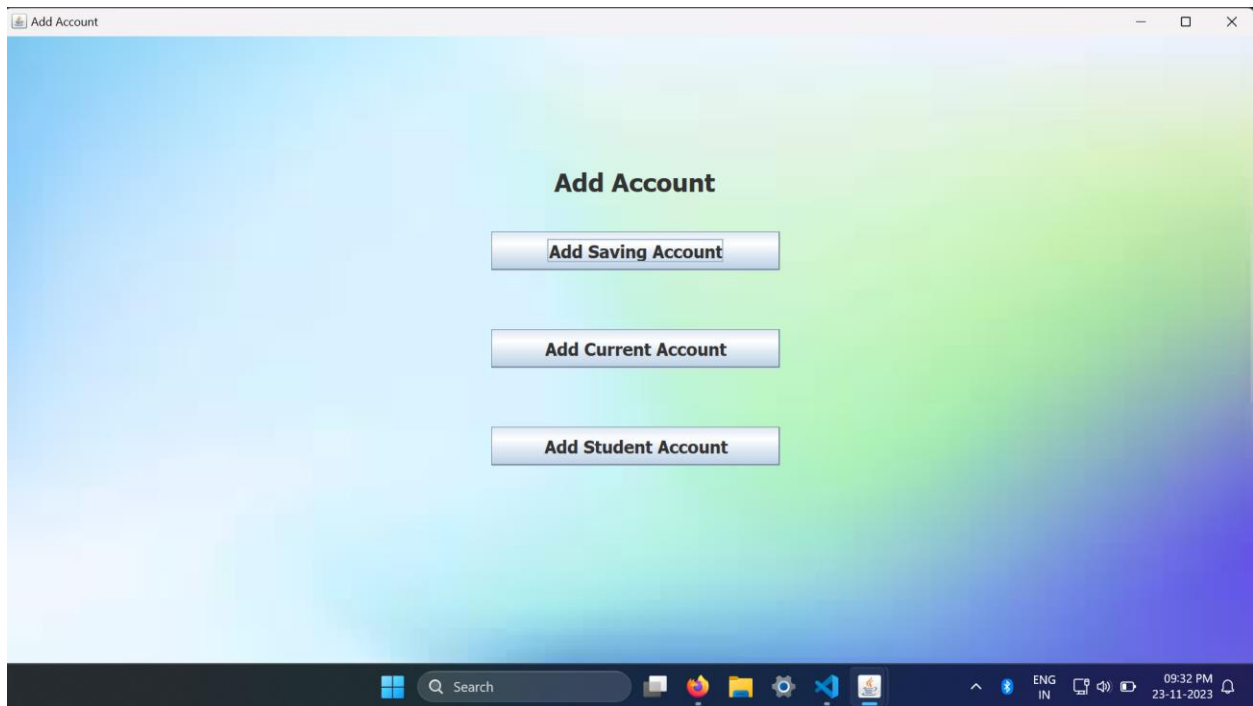 Add Account
Add Account
Add Saving Account
Add Current Account
Add Student Account
Search
ENG
IN
09:32 PM
23-11-2023